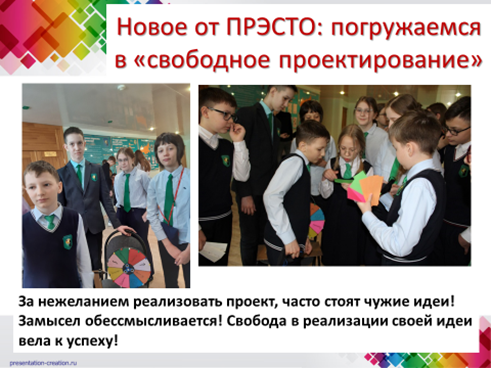 Новое от ПРЭСТО: погружаемся
в «свободное проектирование»
За нежеланием реализовать проект, часто стоят чужие идеи!
Замысел обессмысливается! Свобода в реализации своей идеи
вела к успеху!
presentation-creation.ru